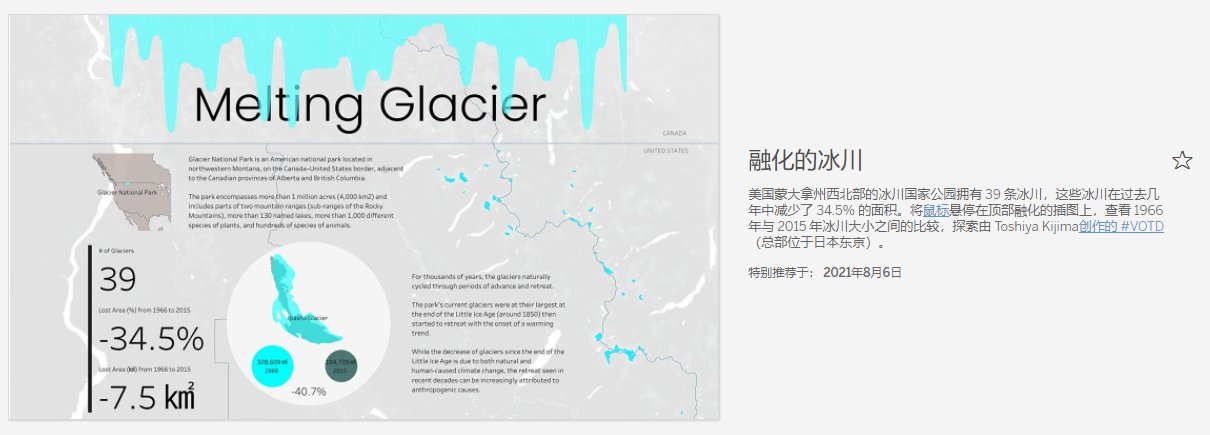 Melting Glacier
CANADA
UNITED STATES
Glacier National Park
Glacier National Park is an American national park located in
northwestern Montana, on the Canada–United States border, adjacent
to the Canadian provinces of Alberta and British Columbia.
The park encompasses more than 1 million acres (4,000 km2) and
includes parts of two mountain ranges (sub-ranges of the Rocky
Mountains), more than 130 named lakes, more than 1,000 different
species of plants, and hundreds of species of animals.
# of Glaciers
39
Lost Area (%) from 1966 to 2015
-34.5%
Lost Area (㎢) from 1966 to 2015
-7.5 ㎢
Ipasha Glacier
1966
2015
-40.7%
For thousands of years, the glaciers naturally
cycled through periods of advance and retreat.
The park's current glaciers were at their largest at
the end of the Little Ice Age (around 1850) then
started to retreat with the onset of a warming
trend.
While the decrease of glaciers since the end of the
Little Ice Age is due to both natural and
human-caused climate change, the retreat seen in
recent decades can be increasingly attributed to
anthropogenic causes.
融化的冰川
美国蒙大拿州西北部的冰川国家公园拥有 39 条冰川，这些冰川在过去几
年中减少了 34.5% 的面积。将鼠标悬停在顶部融化的插图上，查看 1966
年与 2015 年冰川大小之间的比较，探索由 Toshiya Kijima创作的 #VOTD
（总部位于日本东京）。
特别推荐于： 2021年8月6日